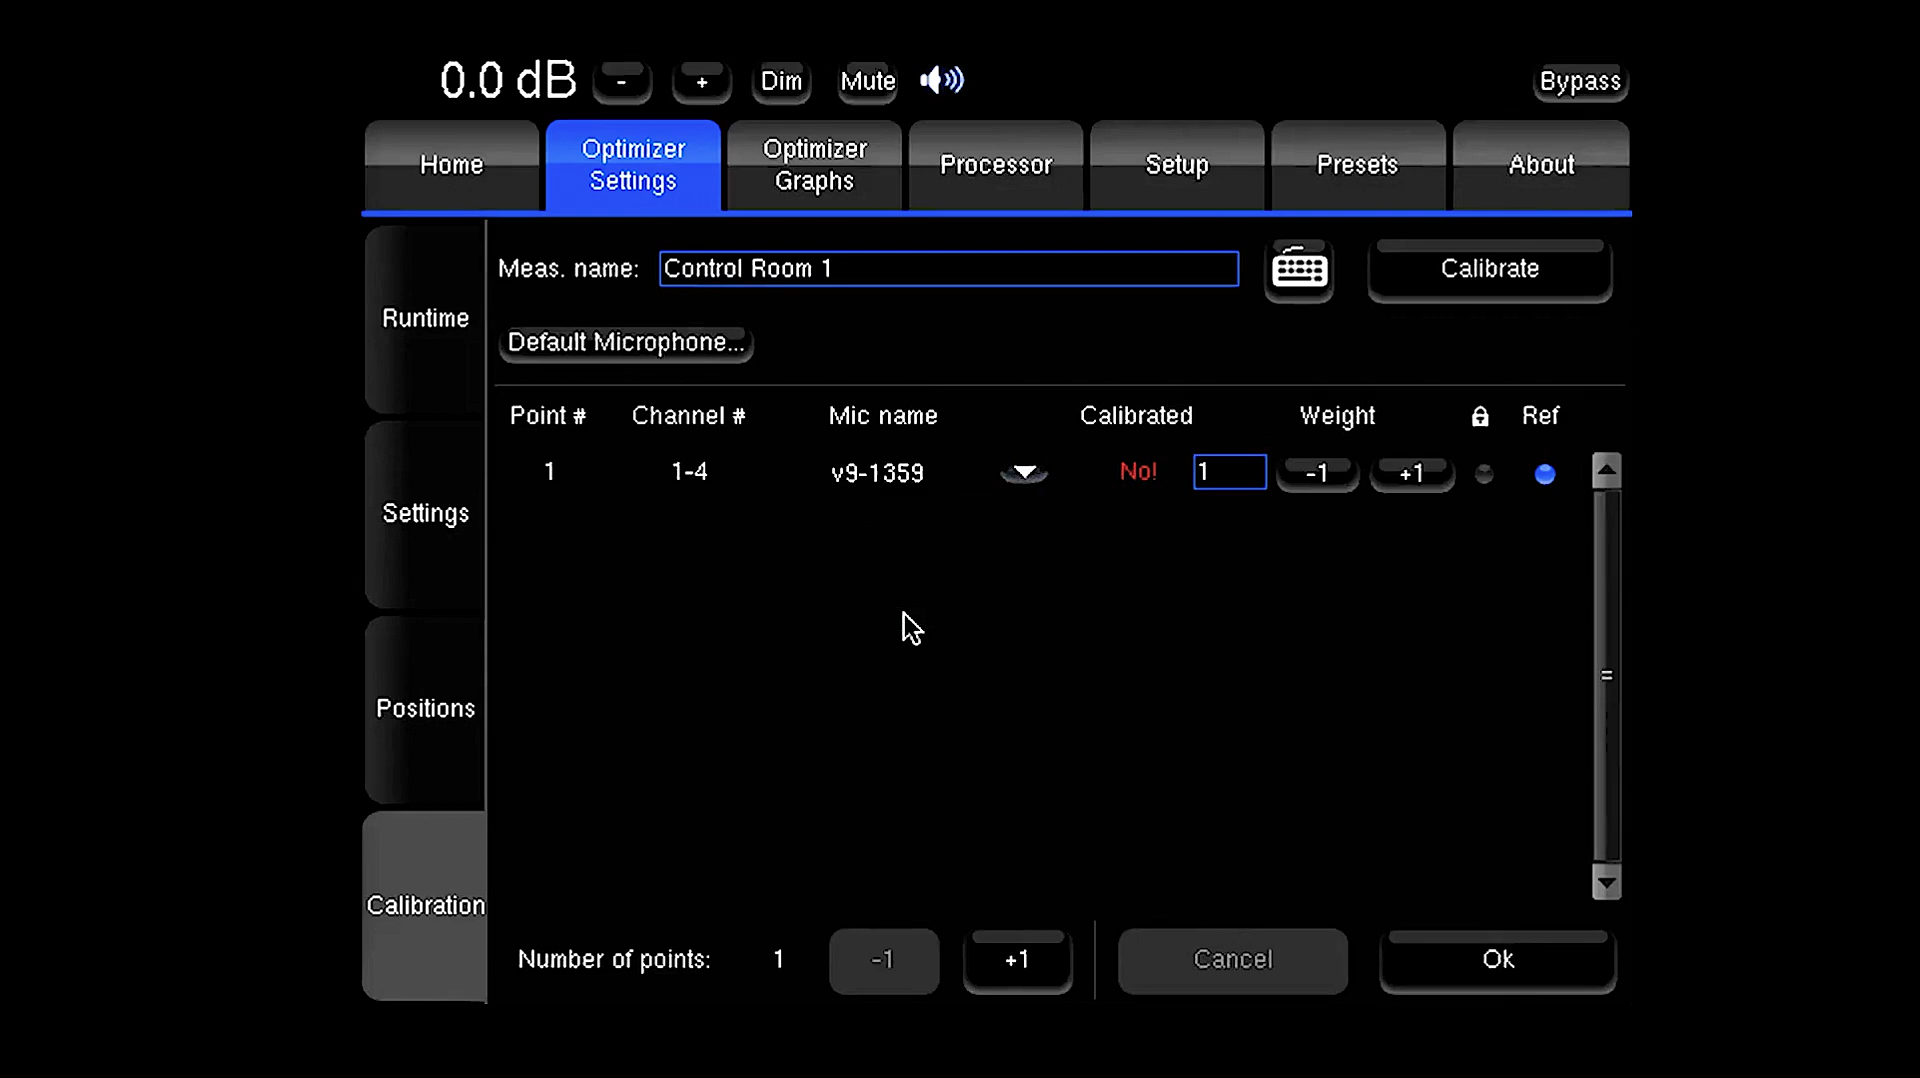 0.0 dB - + Dim Mute Bypass
Home Optimizer Settings Optimizer Graphs Processor Setup Presets About
Runtime
Settings
Positions
Calibration
Meas. name: Control Room 1 Calibrate
Default Microphone...
Point # Channel # Mic name Calibrated Weight Ref
1 1-4 v9-1359 No! 1 -1 +1
Number of points: 1 -1 +1 Cancel Ok